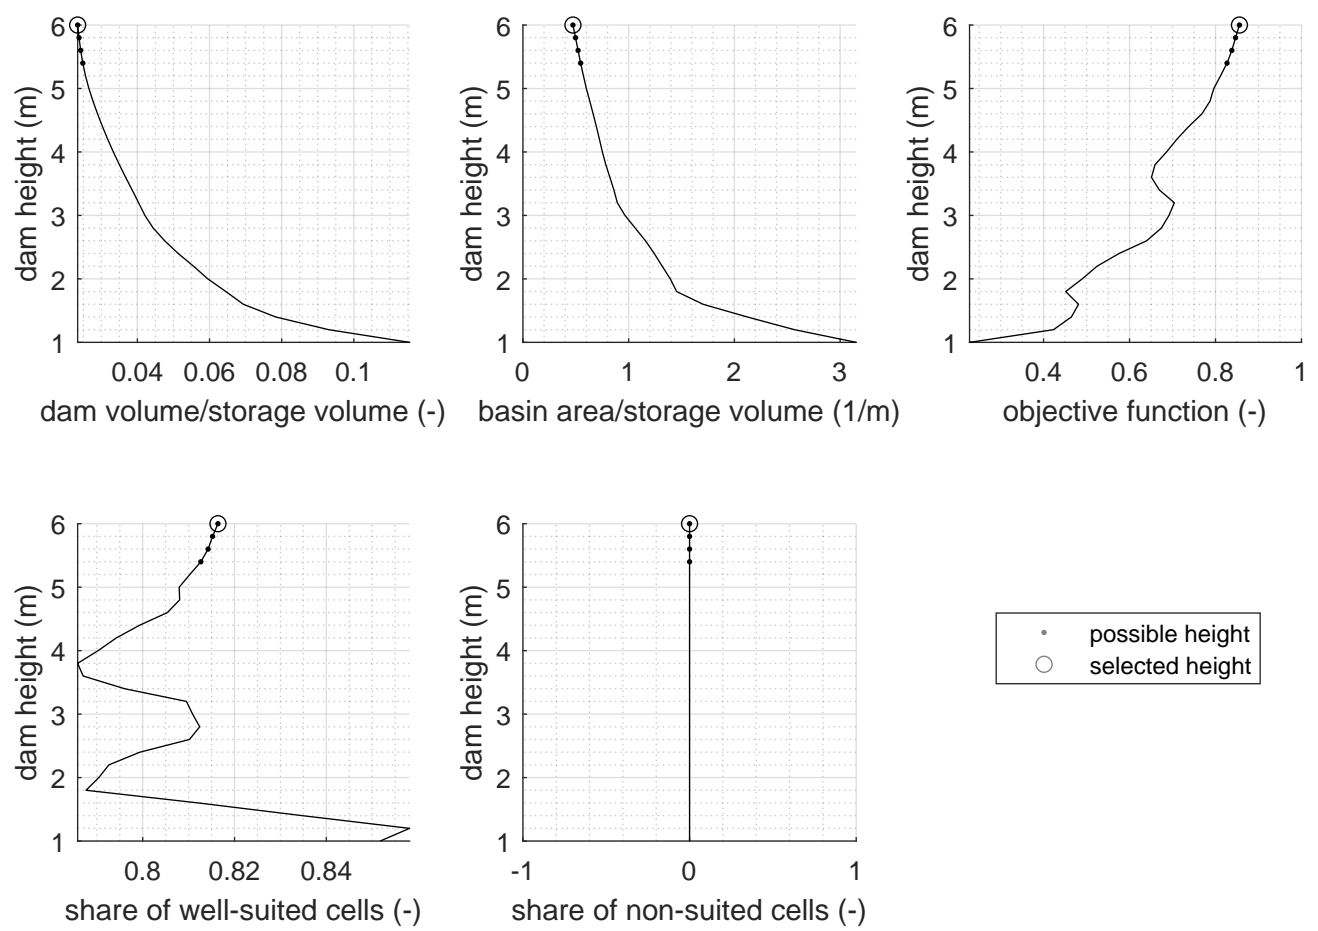 6
5
4
3
2
1
dam height (m)
0.04 0.06 0.08 0.1
dam volume/storage volume (-)
6
5
4
3
2
1
dam height (m)
0 1 2 3
basin area/storage volume (1/m)
6
5
4
3
2
1
dam height (m)
0.4 0.6 0.8 1
objective function (-)
6
5
4
3
2
1
dam height (m)
0.8 0.82 0.84
share of well-suited cells (-)
6
5
4
3
2
1
dam height (m)
-1 0 1
share of non-suited cells (-)
possible height
selected height